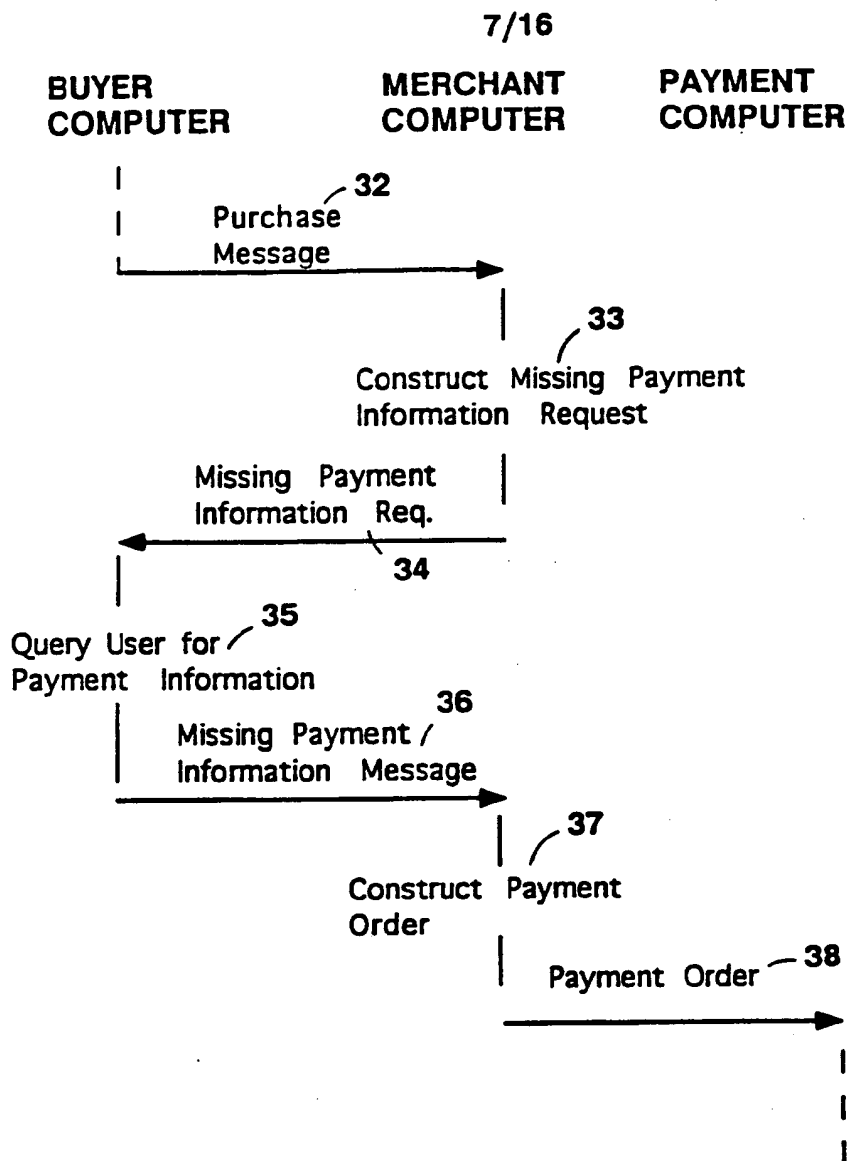 7/16
BUYER
COMPUTER
MERCHANT
COMPUTER
PAYMENT
COMPUTER
32
Purchase
Message
33
Construct Missing Payment
Information Request
Missing Payment
Information Req.
34
35
Query User for
Payment Information
36
Missing Payment
Information Message
37
Construct Payment
Order
38
Payment Order